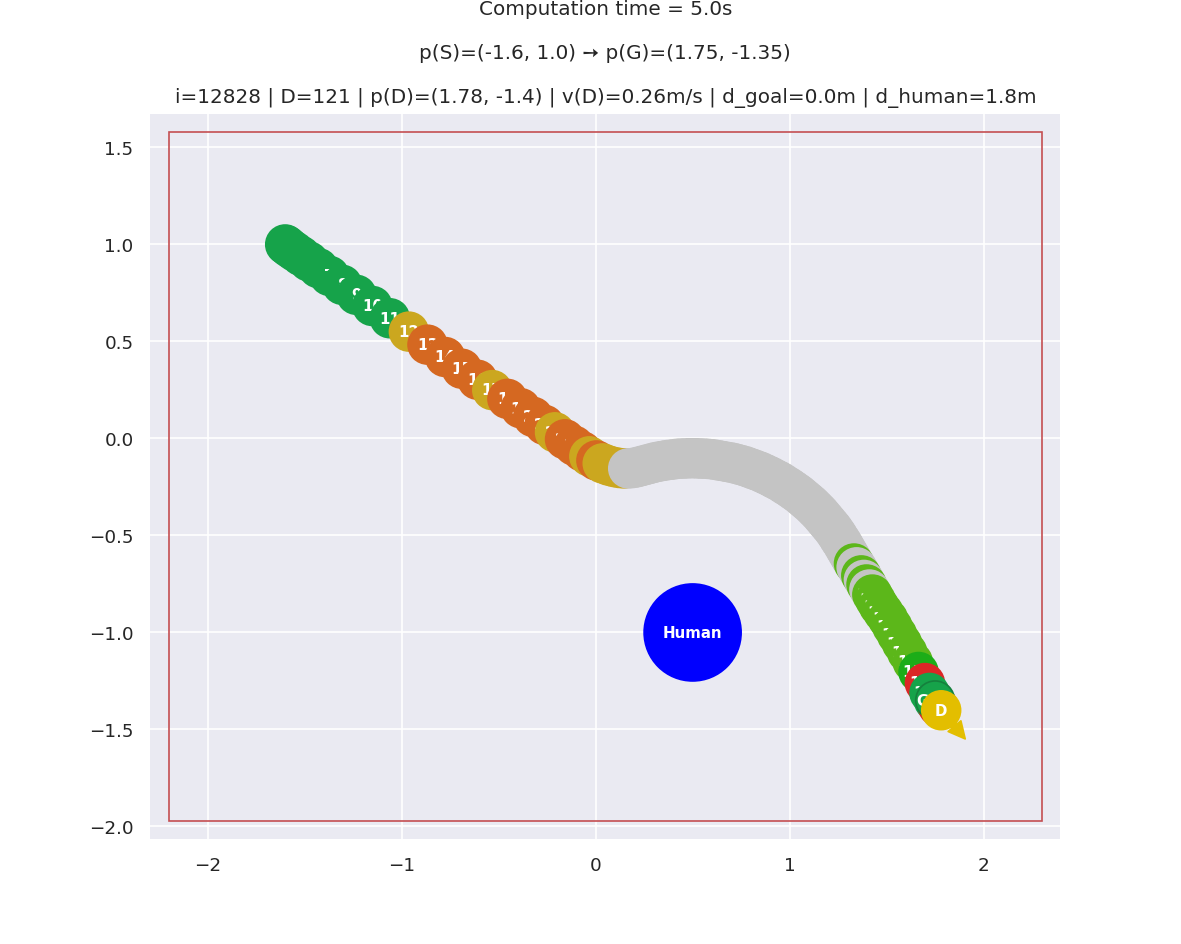 Computation time = 5.0s
p(S)=(-1.6, 1.0) → p(G)=(1.75, -1.35)
i=12828 | D=121 | p(D)=(1.78, -1.4) | v(D)=0.26m/s | d_goal=0.0m | d_human=1.8m
1.5
1.0
0.5
0.0
−0.5
−1.0
−1.5
−2.0
Human
D
−2
−1
0
1
2